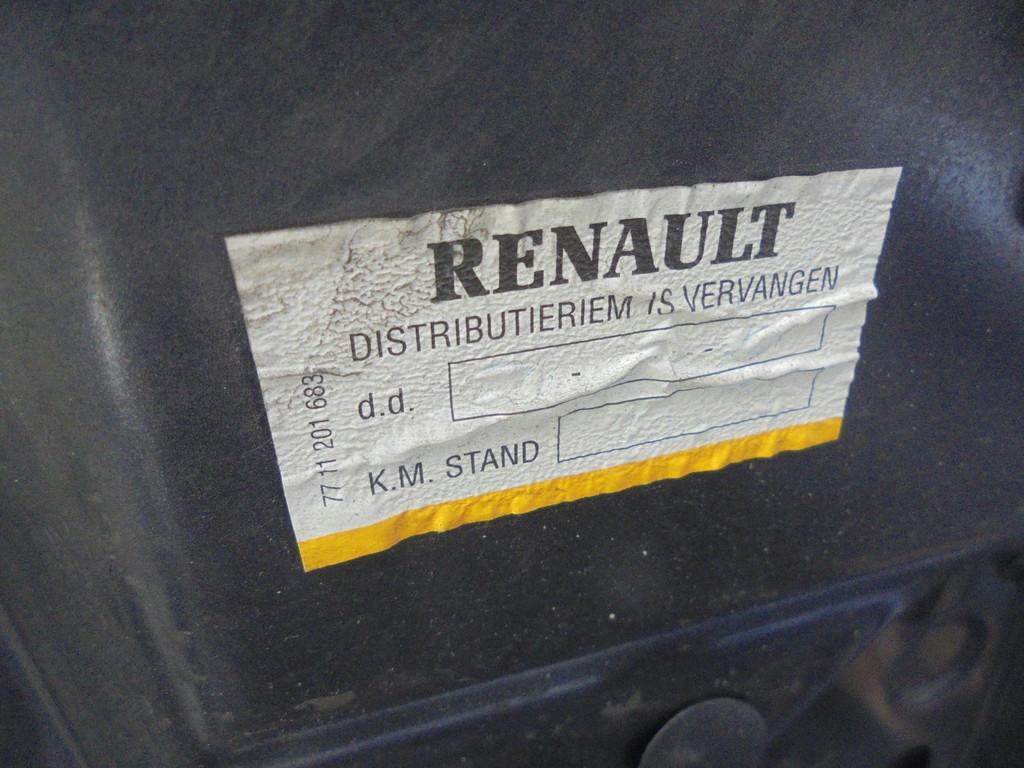 RENAULT
DISTRIBUTIERIEM IS VERVANGEN
d.d. - -
K.M. STAND
77 11 201 683